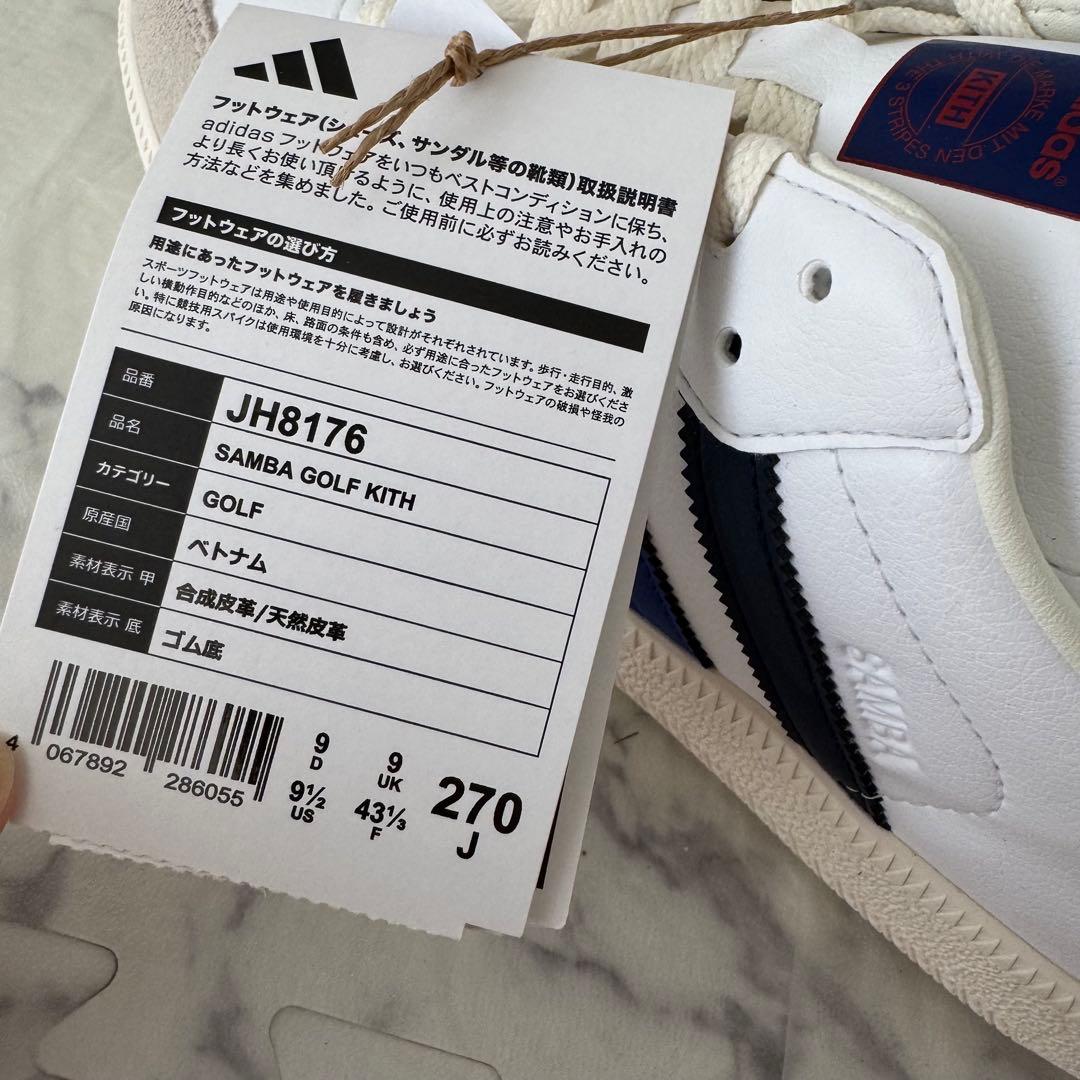 フットウェア(シューズ、サンダル等の靴類)取扱説明書
adidas フットウェアをいつもベストコンディションに保ち、
より長くお使い頂けるように、使用上の注意やお手入れの
方法などを集めました。ご使用前に必ずお読みください。
フットウェアの選び方
用途にあったフットウェアを履きましょう
スポーツフットウェアは用途や使用目的によって設計がそれぞれされています。歩行・走行目的、激
しい横動作目的などのほか、床、路面の条件も含め、必ず用途に合ったフットウェアをお選びくださ
い。特に競技用スパイクは使用環境を十分に考慮し、お選びください。フットウェアの破損や怪我の
原因になります。
品番 JH8176
品名 SAMBA GOLF KITH
カテゴリー GOLF
原産国 ベトナム
素材表示 甲 合成皮革/天然皮革
素材表示 底 ゴム底
4 067892 286055
9 D 9 UK
9½ US 43⅓ F 270 J
KITH
MARKE MIT DEN
3 STRIPES
das®
SAMBA